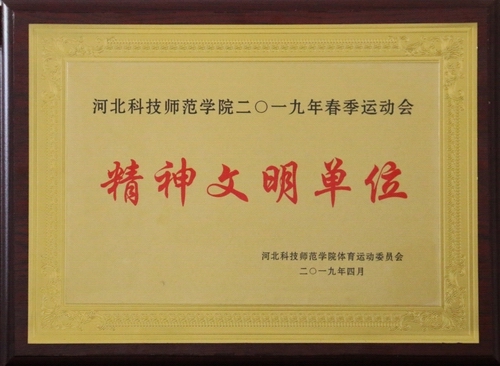 河北科技师范学院二〇一九年春季运动会
精神文明单位
河北科技师范学院体育运动委员会
二〇一九年四月